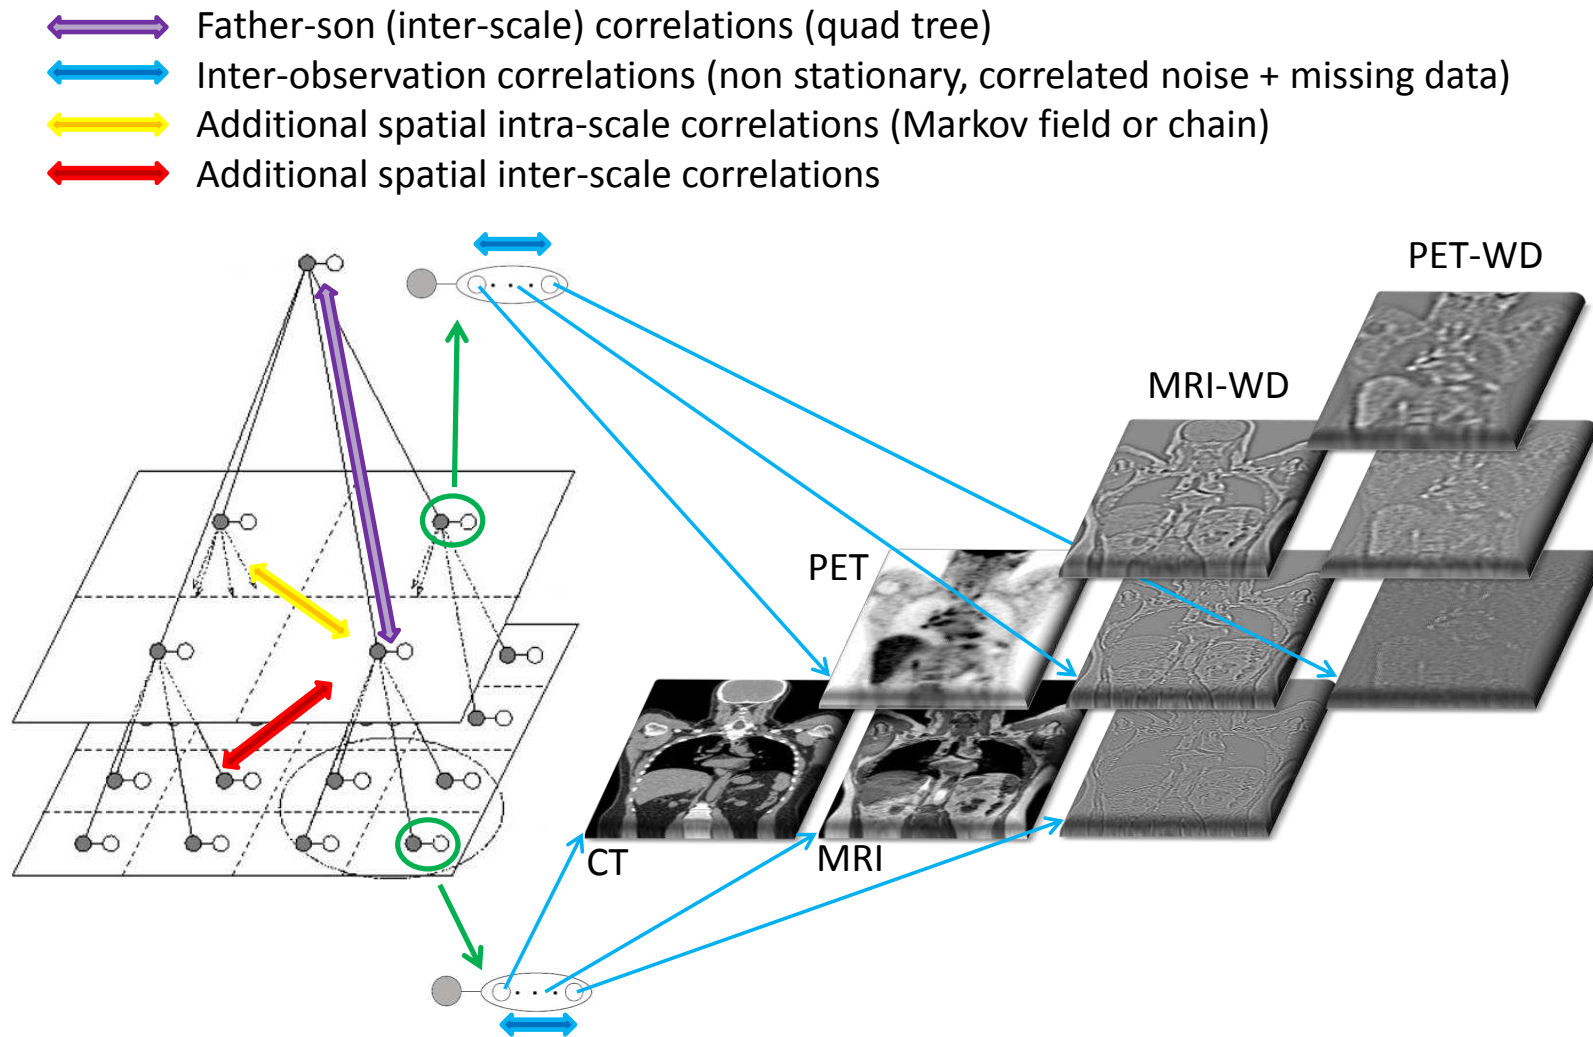 Father-son (inter-scale) correlations (quad tree)
Inter-observation correlations (non stationary, correlated noise + missing data)
Additional spatial intra-scale correlations (Markov field or chain)
Additional spatial inter-scale correlations
PET-WD
MRI-WD
PET
CT
MRI